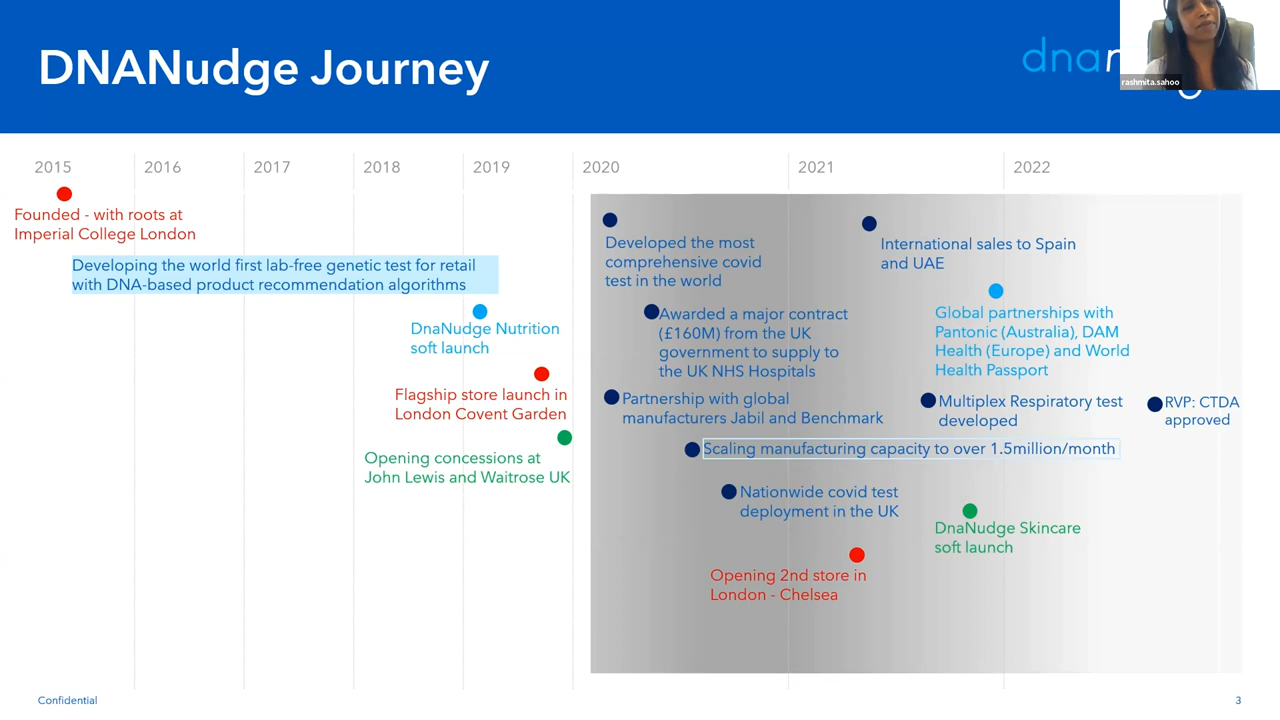 DNANudge Journey
dnan
rashmita.sahoo
2015
2016
2017
2018
2019
2020
2021
2022
Founded - with roots at
Imperial College London
Developing the world first lab-free genetic test for retail
with DNA-based product recommendation algorithms
DnaNudge Nutrition
soft launch
Flagship store launch in
London Covent Garden
Opening concessions at
John Lewis and Waitrose UK
Developed the most
comprehensive covid
test in the world
Awarded a major contract
(£160M) from the UK
government to supply to
the UK NHS Hospitals
Partnership with global
manufacturers Jabil and Benchmark
Scaling manufacturing capacity to over 1.5million/month
Nationwide covid test
deployment in the UK
Opening 2nd store in
London - Chelsea
International sales to Spain
and UAE
Global partnerships with
Pantonic (Australia), DAM
Health (Europe) and World
Health Passport
Multiplex Respiratory test
developed
RVP: CTDA
approved
DnaNudge Skincare
soft launch
Confidential
3